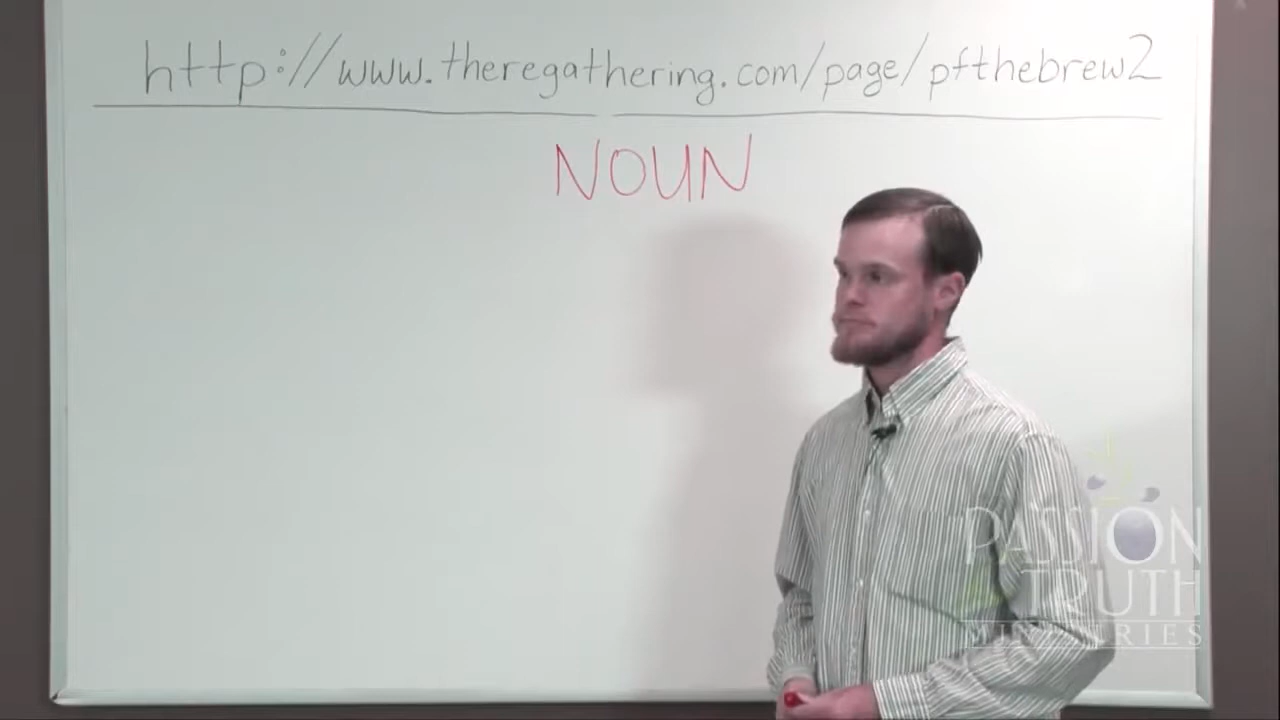 http://www.theregathering.com/page/pfthebrew2
NOUN
PASSION
TRUTH
MINISTRIES